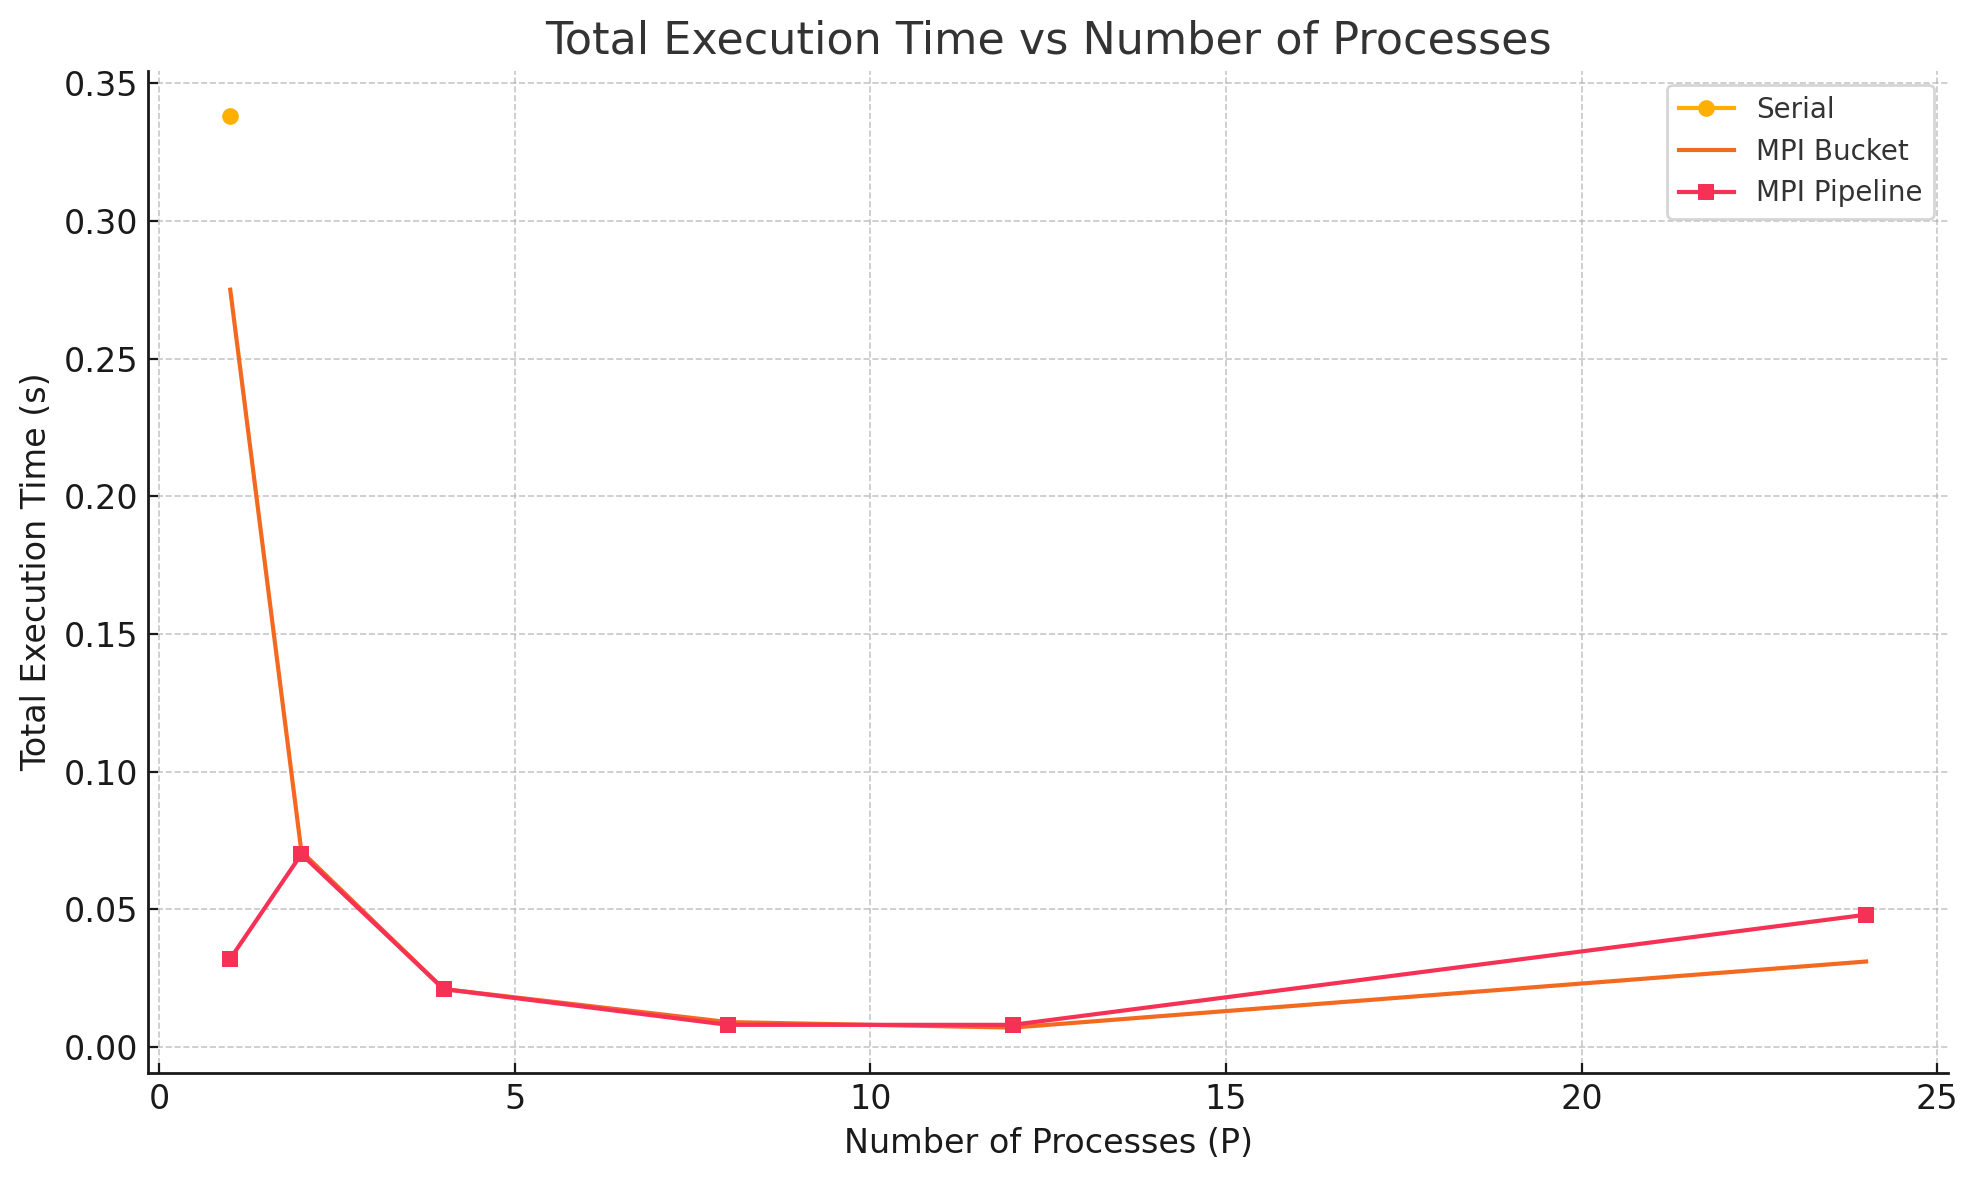 Total Execution Time vs Number of Processes
Serial
MPI Bucket
MPI Pipeline
Total Execution Time (s)
0.35
0.30
0.25
0.20
0.15
0.10
0.05
0.00
0 5 10 15 20 25
Number of Processes (P)